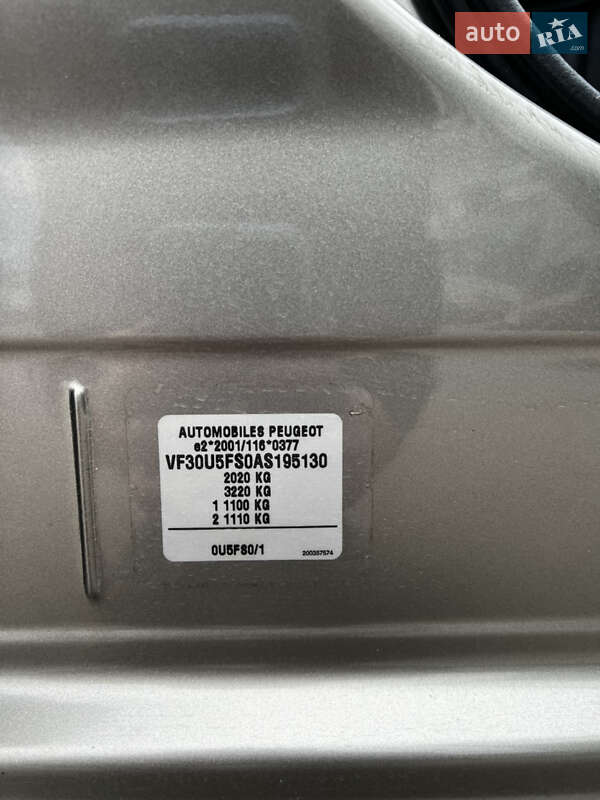 auto RIA .com
AUTOMOBILES PEUGEOT
e2*2001/116*0377
VF30U5FS0AS195130
2020 KG
3220 KG
1 1100 KG
2 1110 KG
0U5FS0/1 200357574